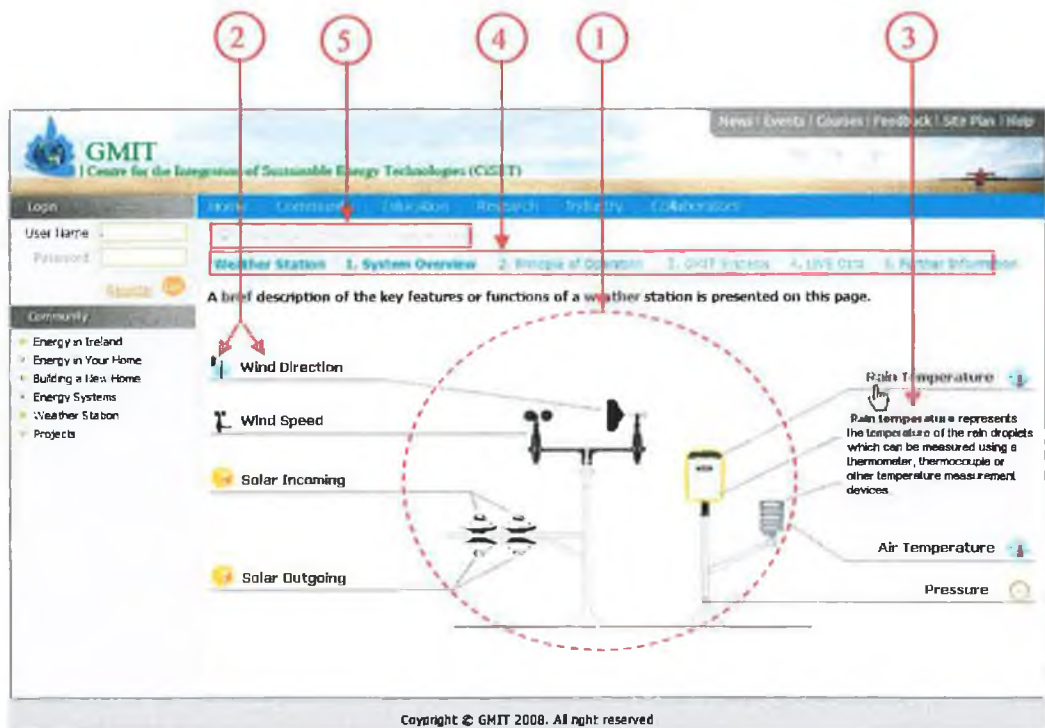 2 5 4 1 3
News | Events | Courses | Feedback | Site Plan | Help
GMIT
Centre for the Integration of Sustainable Energy Technologies (CiSET)
Login
Home Community Education Research Industry Collaborators
User Name
Password
Weather Station 1. System Overview 2. Principle of Operation 3. GMIT 4. LIVE Data 5. Further Information
Register
A brief description of the key features or functions of a weather station is presented on this page.
Community
Energy in Ireland
Energy in Your Home
Building a New Home
Energy Systems
Weather Station
Projects
Wind Direction
Wind Speed
Solar Incoming
Solar Outgoing
Rain Temperature
Rain temperature represents
the temperature of the rain droplets
which can be measured using a
thermometer, thermocouple or
other temperature measurement
devices.
Air Temperature
Pressure
Copyright © GMIT 2008. All right reserved